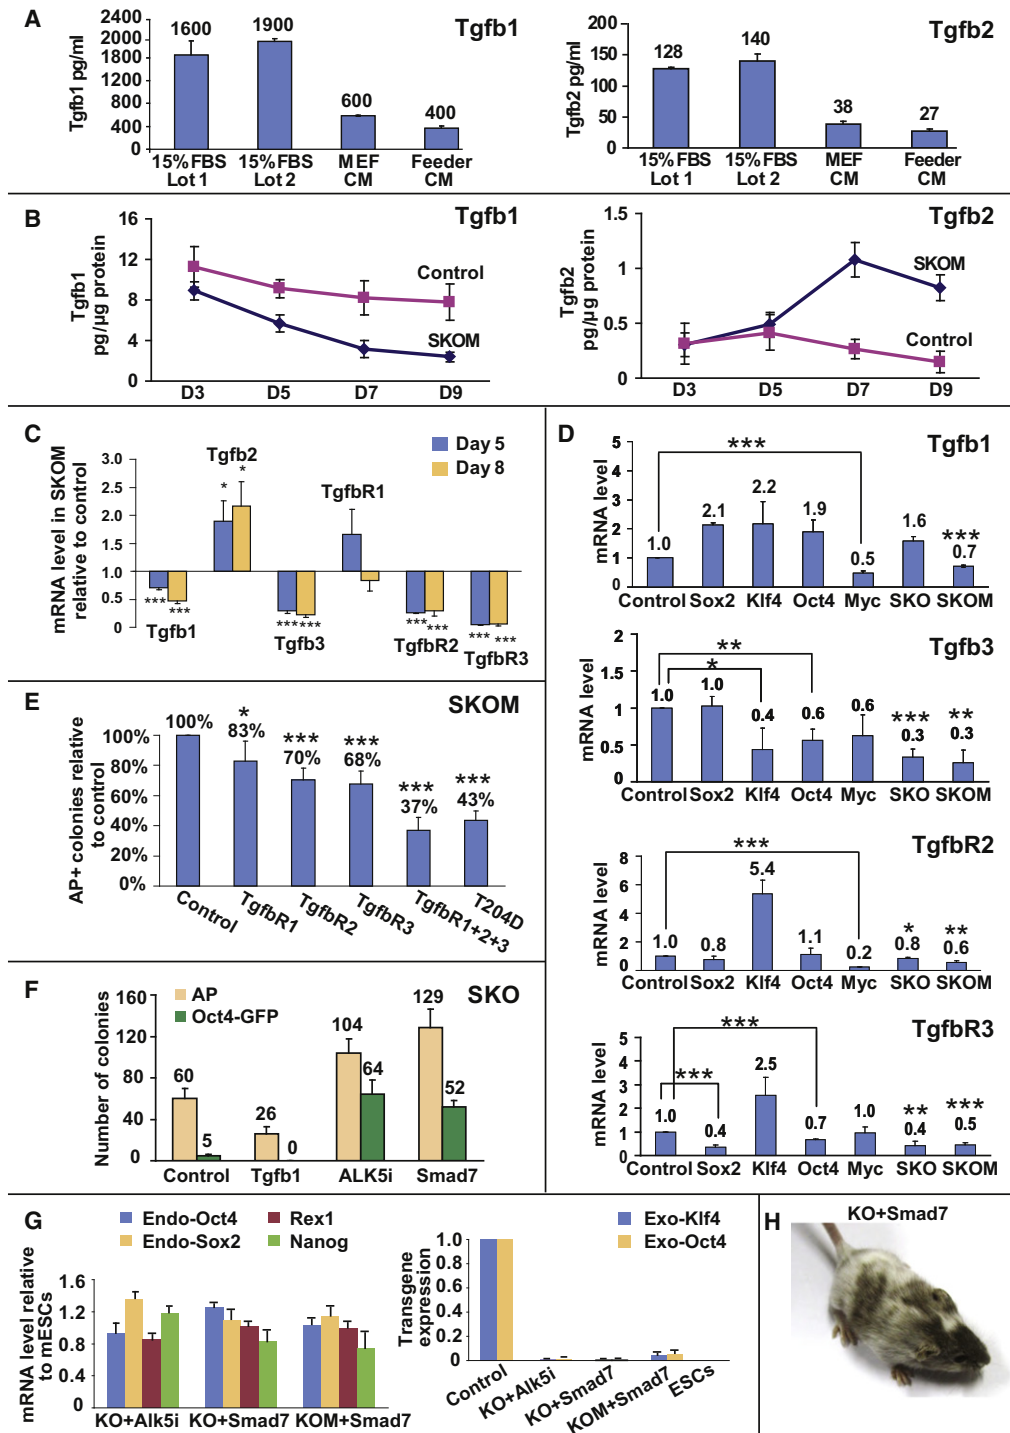 A
Tgfb1
Tgfb1 pg/ml
2400
2000
1800
1200
800
400
0
1600
1900
600
400
15%FBS Lot 1
15%FBS Lot 2
MEF CM
Feeder CM
Tgfb2
Tgfb2 pg/ml
200
150
100
50
0
128
140
38
27
15%FBS Lot 1
15%FBS Lot 2
MEF CM
Feeder CM
B
Tgfb1
Tgfb1 pg/µg protein
16
12
8
4
0
Control
SKOM
D3 D5 D7 D9
Tgfb2
Tgfb2 pg/µg protein
1.5
1
0.5
0
SKOM
Control
D3 D5 D7 D9
C
mRNA level in SKOM relative to control
3.0
2.5
2.0
1.5
1.0
0.5
0
Day 5
Day 8
Tgfb2
* *
TgfbR1
*** ***
Tgfb1
*** ***
Tgfb3
*** ***
TgfbR2
*** ***
TgfbR3
D
Tgfb1
mRNA level
5
4
3
2
1
0
***
1.0 2.1 2.2 1.9 0.5 1.6 *** 0.7
Control Sox2 Klf4 Oct4 Myc SKO SKOM
Tgfb3
mRNA level
2
1.5
1
0.5
0
**
*
1.0 1.0 0.4 0.6 0.6 *** 0.3 ** 0.3
Control Sox2 Klf4 Oct4 Myc SKO SKOM
TgfbR2
mRNA level
8
6
4
2
0
***
1.0 0.8 5.4 1.1 0.2 * 0.8 ** 0.6
Control Sox2 Klf4 Oct4 Myc SKO SKOM
TgfbR3
mRNA level
5
4
3
2
1
0
***
***
1.0 0.4 2.5 0.7 1.0 ** 0.4 *** 0.5
Control Sox2 Klf4 Oct4 Myc SKO SKOM
E
SKOM
AP+ colonies relative to control
100%
80%
60%
40%
20%
0%
100%
* 83%
*** 70%
*** 68%
*** 37%
*** 43%
Control
TgfbR1
TgfbR2
TgfbR3
TgfbR1+2+3
T204D
F
SKO
Number of colonies
160
120
80
40
0
AP
Oct4-GFP
60 5
26 0
104 64
129 52
Control Tgfb1 ALK5i Smad7
G
Endo-Oct4
Endo-Sox2
Rex1
Nanog
mRNA level relative to mESCs
1.6
1.2
0.8
0.4
0
KO+Alk5i KO+Smad7 KOM+Smad7
Exo-Klf4
Exo-Oct4
Transgene expression
1.0
0.8
0.6
0.4
0.2
0
Control
KO+Alk5i
KO+Smad7
KOM+Smad7
ESCs
H
KO+Smad7